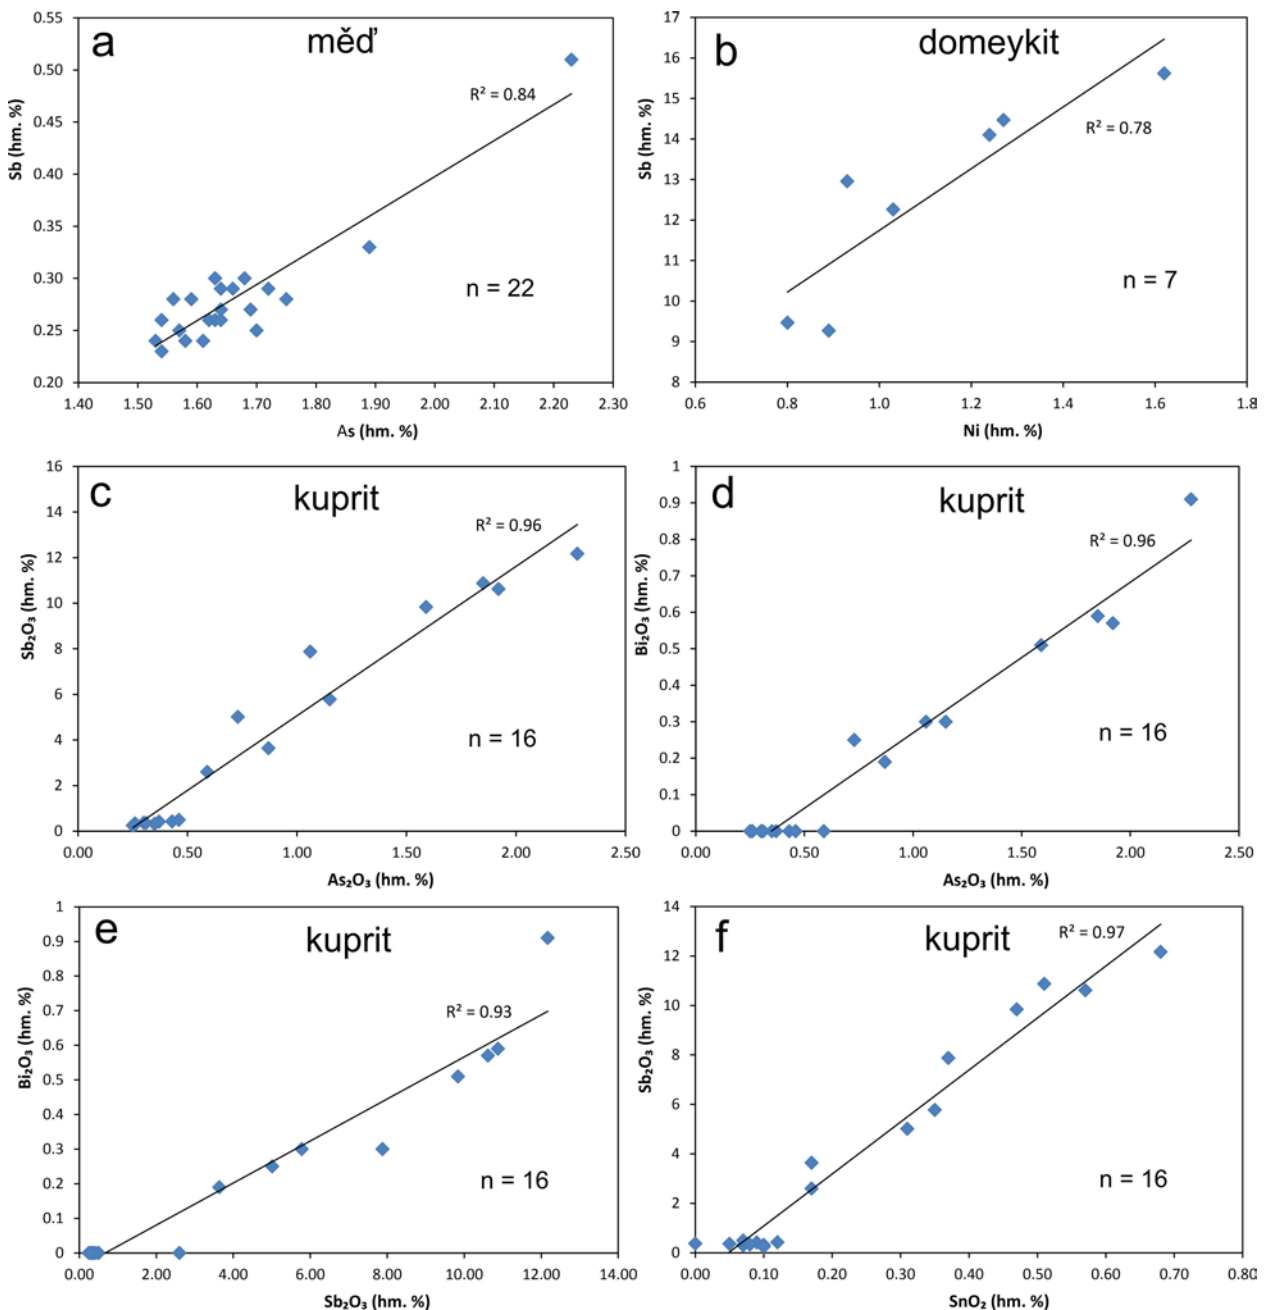 a
měď
R² = 0.84
n = 22
Sb (hm. %)
0.55
0.50
0.45
0.40
0.35
0.30
0.25
0.20
1.40 1.50 1.60 1.70 1.80 1.90 2.00 2.10 2.20 2.30
As (hm. %)
b
domeykit
R² = 0.78
n = 7
Sb (hm. %)
17
16
15
14
13
12
11
10
9
8
0.6 0.8 1.0 1.2 1.4 1.6 1.8
Ni (hm. %)
c
kuprit
R² = 0.96
n = 16
Sb₂O₃ (hm. %)
16
14
12
10
8
6
4
2
0
0.00 0.50 1.00 1.50 2.00 2.50
As₂O₃ (hm. %)
d
kuprit
R² = 0.96
n = 16
Bi₂O₃ (hm. %)
1
0.9
0.8
0.7
0.6
0.5
0.4
0.3
0.2
0.1
0
0.00 0.50 1.00 1.50 2.00 2.50
As₂O₃ (hm. %)
e
kuprit
R² = 0.93
n = 16
Bi₂O₃ (hm. %)
1
0.9
0.8
0.7
0.6
0.5
0.4
0.3
0.2
0.1
0
0.00 2.00 4.00 6.00 8.00 10.00 12.00 14.00
Sb₂O₃ (hm. %)
f
kuprit
R² = 0.97
n = 16
Sb₂O₃ (hm. %)
14
12
10
8
6
4
2
0
0.00 0.10 0.20 0.30 0.40 0.50 0.60 0.70 0.80
SnO₂ (hm. %)